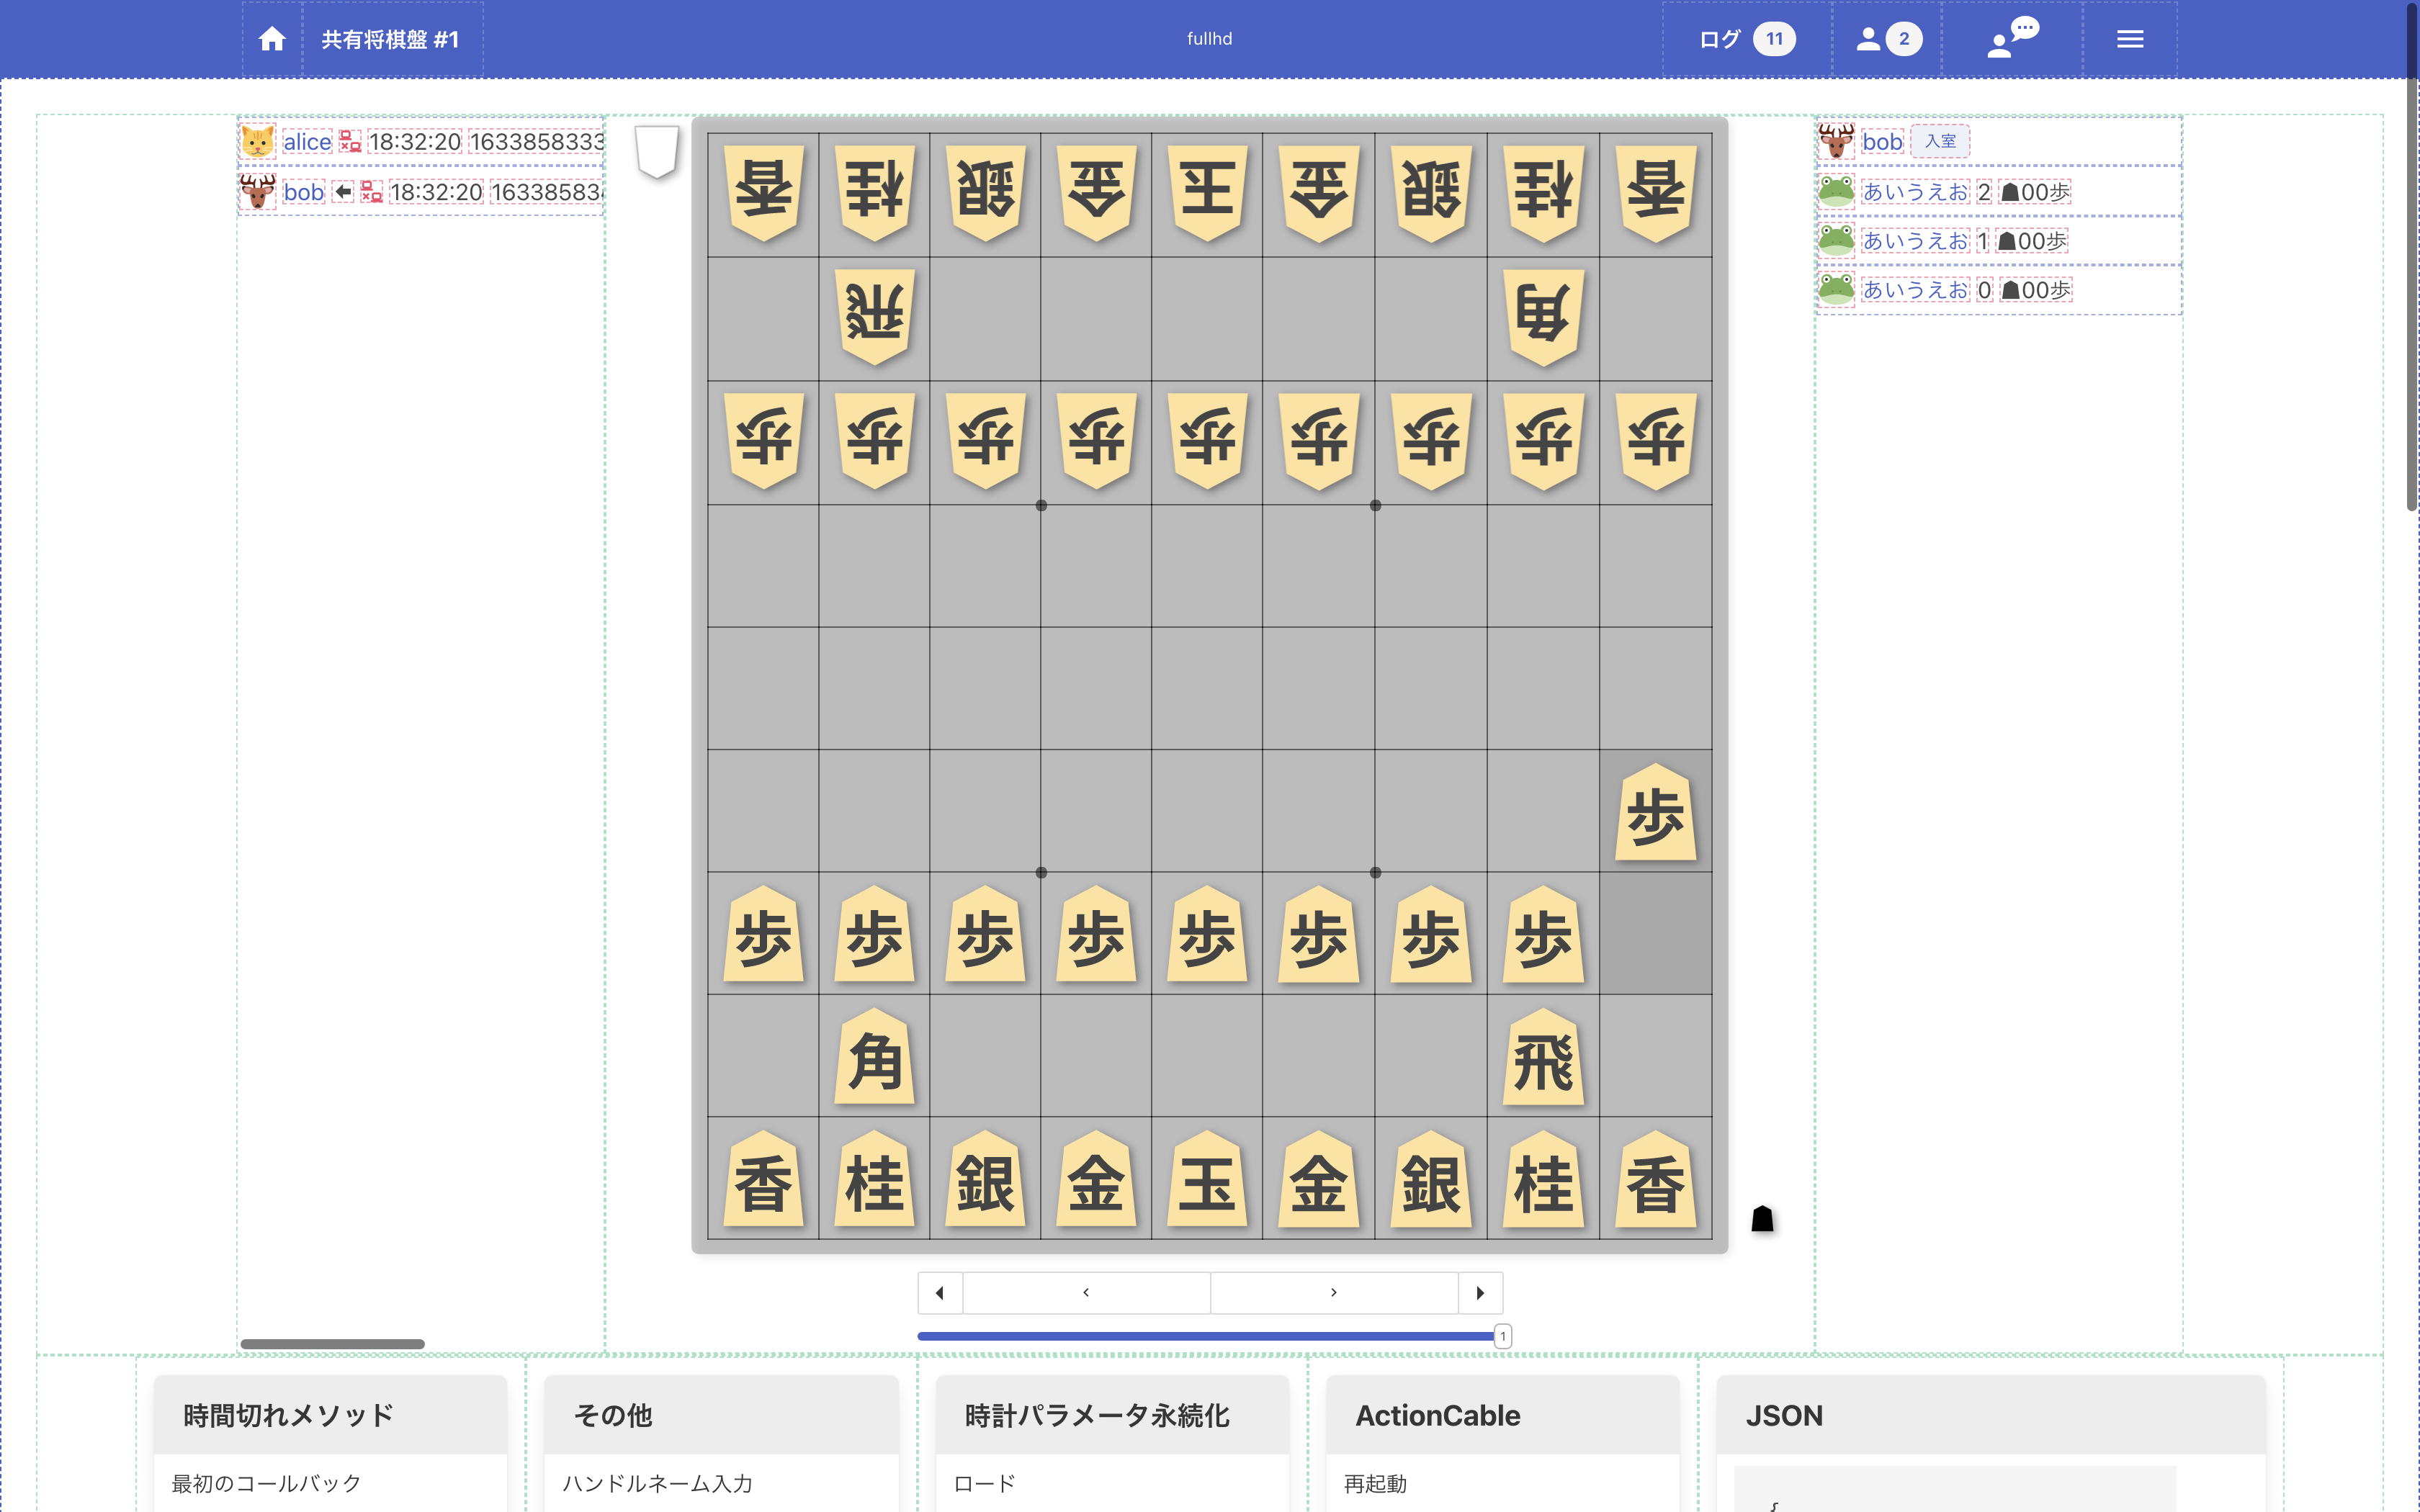 共有将棋盤 #1 fullhd ログ 11 2
alice 18:32:20 1633858333
bob 18:32:20 16338583
香 桂 銀 金 玉 金 銀 桂 香
飛 角
歩 歩 歩 歩 歩 歩 歩 歩 歩
歩
歩 歩 歩 歩 歩 歩 歩 歩
角 飛
香 桂 銀 金 玉 金 銀 桂 香
1
bob 入室
あいうえお 2 ☗00歩
あいうえお 1 ☗00歩
あいうえお 0 ☗00歩
時間切れメソッド
最初のコールバック
その他
ハンドルネーム入力
時計パラメータ永続化
ロード
ActionCable
再起動
JSON
{